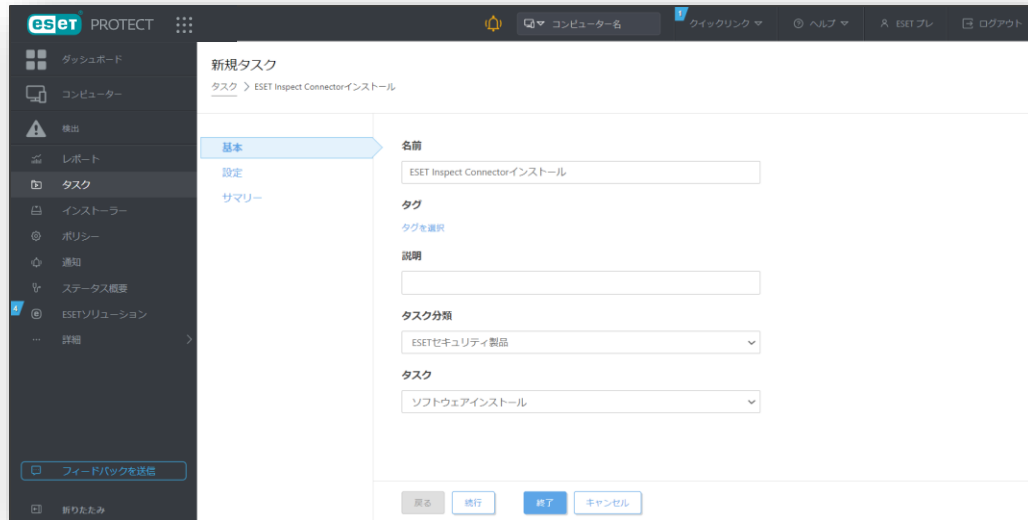 eset PROTECT
コンピューター名
1
クイックリンク
ヘルプ
ESET プレ
ログアウト
ダッシュボード
コンピューター
検出
レポート
タスク
インストーラー
ポリシー
通知
ステータス概要
4
ESETソリューション
詳細
フィードバックを送信
折りたたみ
新規タスク
タスク > ESET Inspect Connectorインストール
基本
設定
サマリー
名前
ESET Inspect Connectorインストール
タグ
タグを選択
説明
タスク分類
ESETセキュリティ製品
タスク
ソフトウェアインストール
戻る
続行
終了
キャンセル